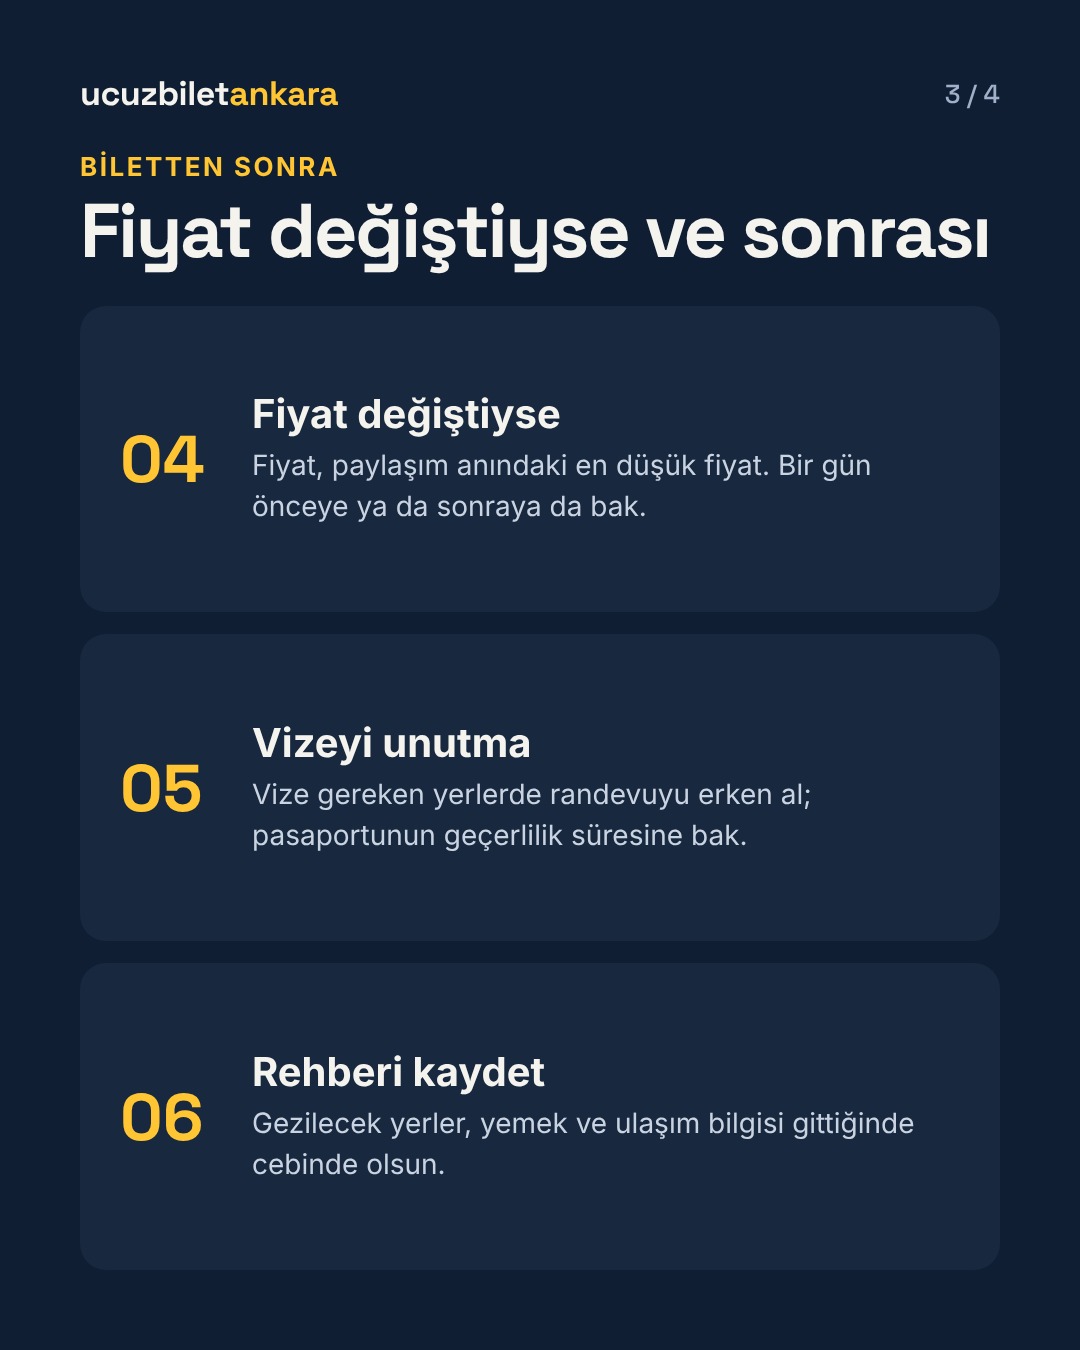 ucuzbiletankara
3 / 4
BİLETTEN SONRA
Fiyat değiştiyse ve sonrası
04
Fiyat değiştiyse
Fiyat, paylaşım anındaki en düşük fiyat. Bir gün
önceye ya da sonraya da bak.
05
Vizeyi unutma
Vize gereken yerlerde randevuyu erken al;
pasaportunun geçerlilik süresine bak.
06
Rehberi kaydet
Gezilecek yerler, yemek ve ulaşım bilgisi gittiğinde
cebinde olsun.